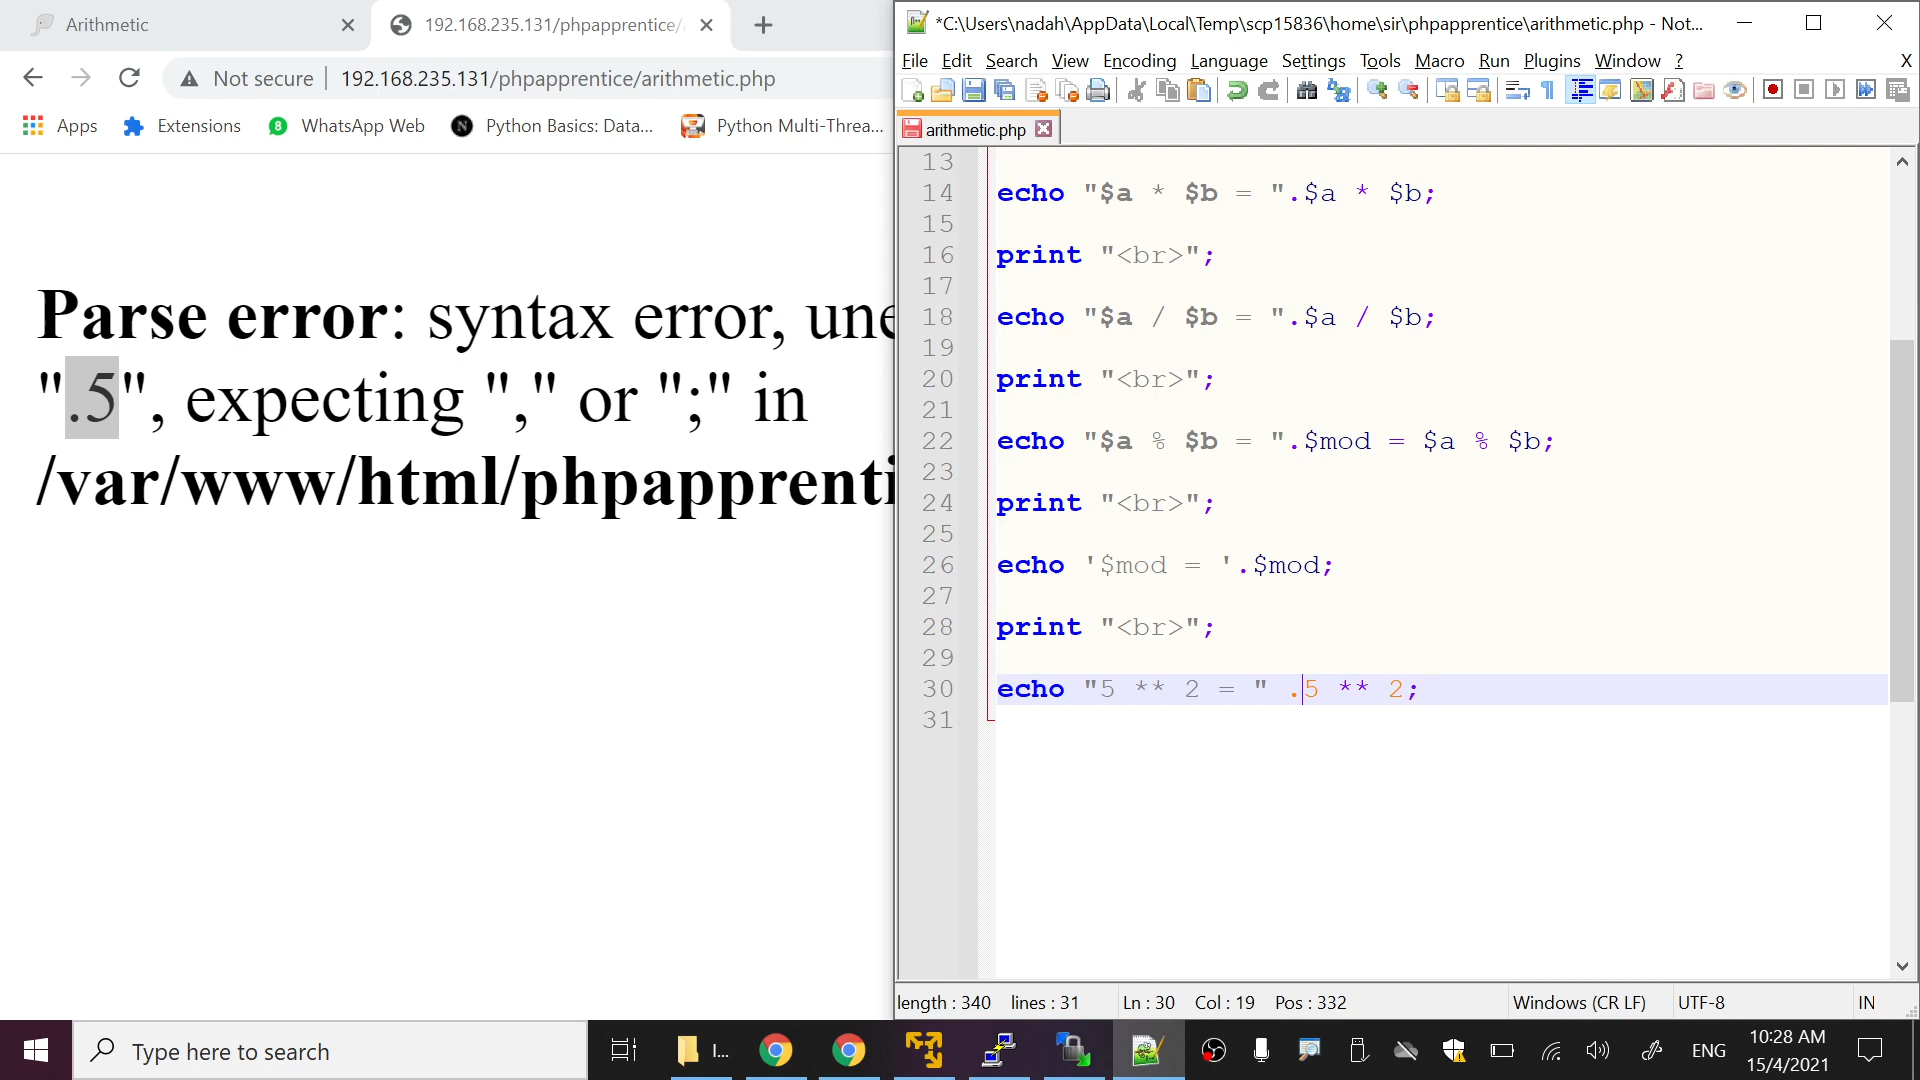 Arithmetic
192.168.235.131/phpapprentice/
Not secure
192.168.235.131/phpapprentice/arithmetic.php
Apps
Extensions
8
WhatsApp Web
N
Python Basics: Data...
Python Multi-Threa...
Parse error: syntax error, une
".5", expecting "," or ";" in
/var/www/html/phpapprenti
*C:\Users\nadah\AppData\Local\Temp\scp15836\home\sir\phpapprentice\arithmetic.php - Not...
File Edit Search View Encoding Language Settings Tools Macro Run Plugins Window ? X
arithmetic.php
13
14 echo "$a * $b = ".$a * $b;
15
16 print "<br>";
17
18 echo "$a / $b = ".$a / $b;
19
20 print "<br>";
21
22 echo "$a % $b = ".$mod = $a % $b;
23
24 print "<br>";
25
26 echo '$mod = '.$mod;
27
28 print "<br>";
29
30 echo "5 ** 2 = " .5 ** 2;
31
length : 340 lines : 31 Ln : 30 Col : 19 Pos : 332 Windows (CR LF) UTF-8 IN
Type here to search
I...
ENG
10:28 AM
15/4/2021